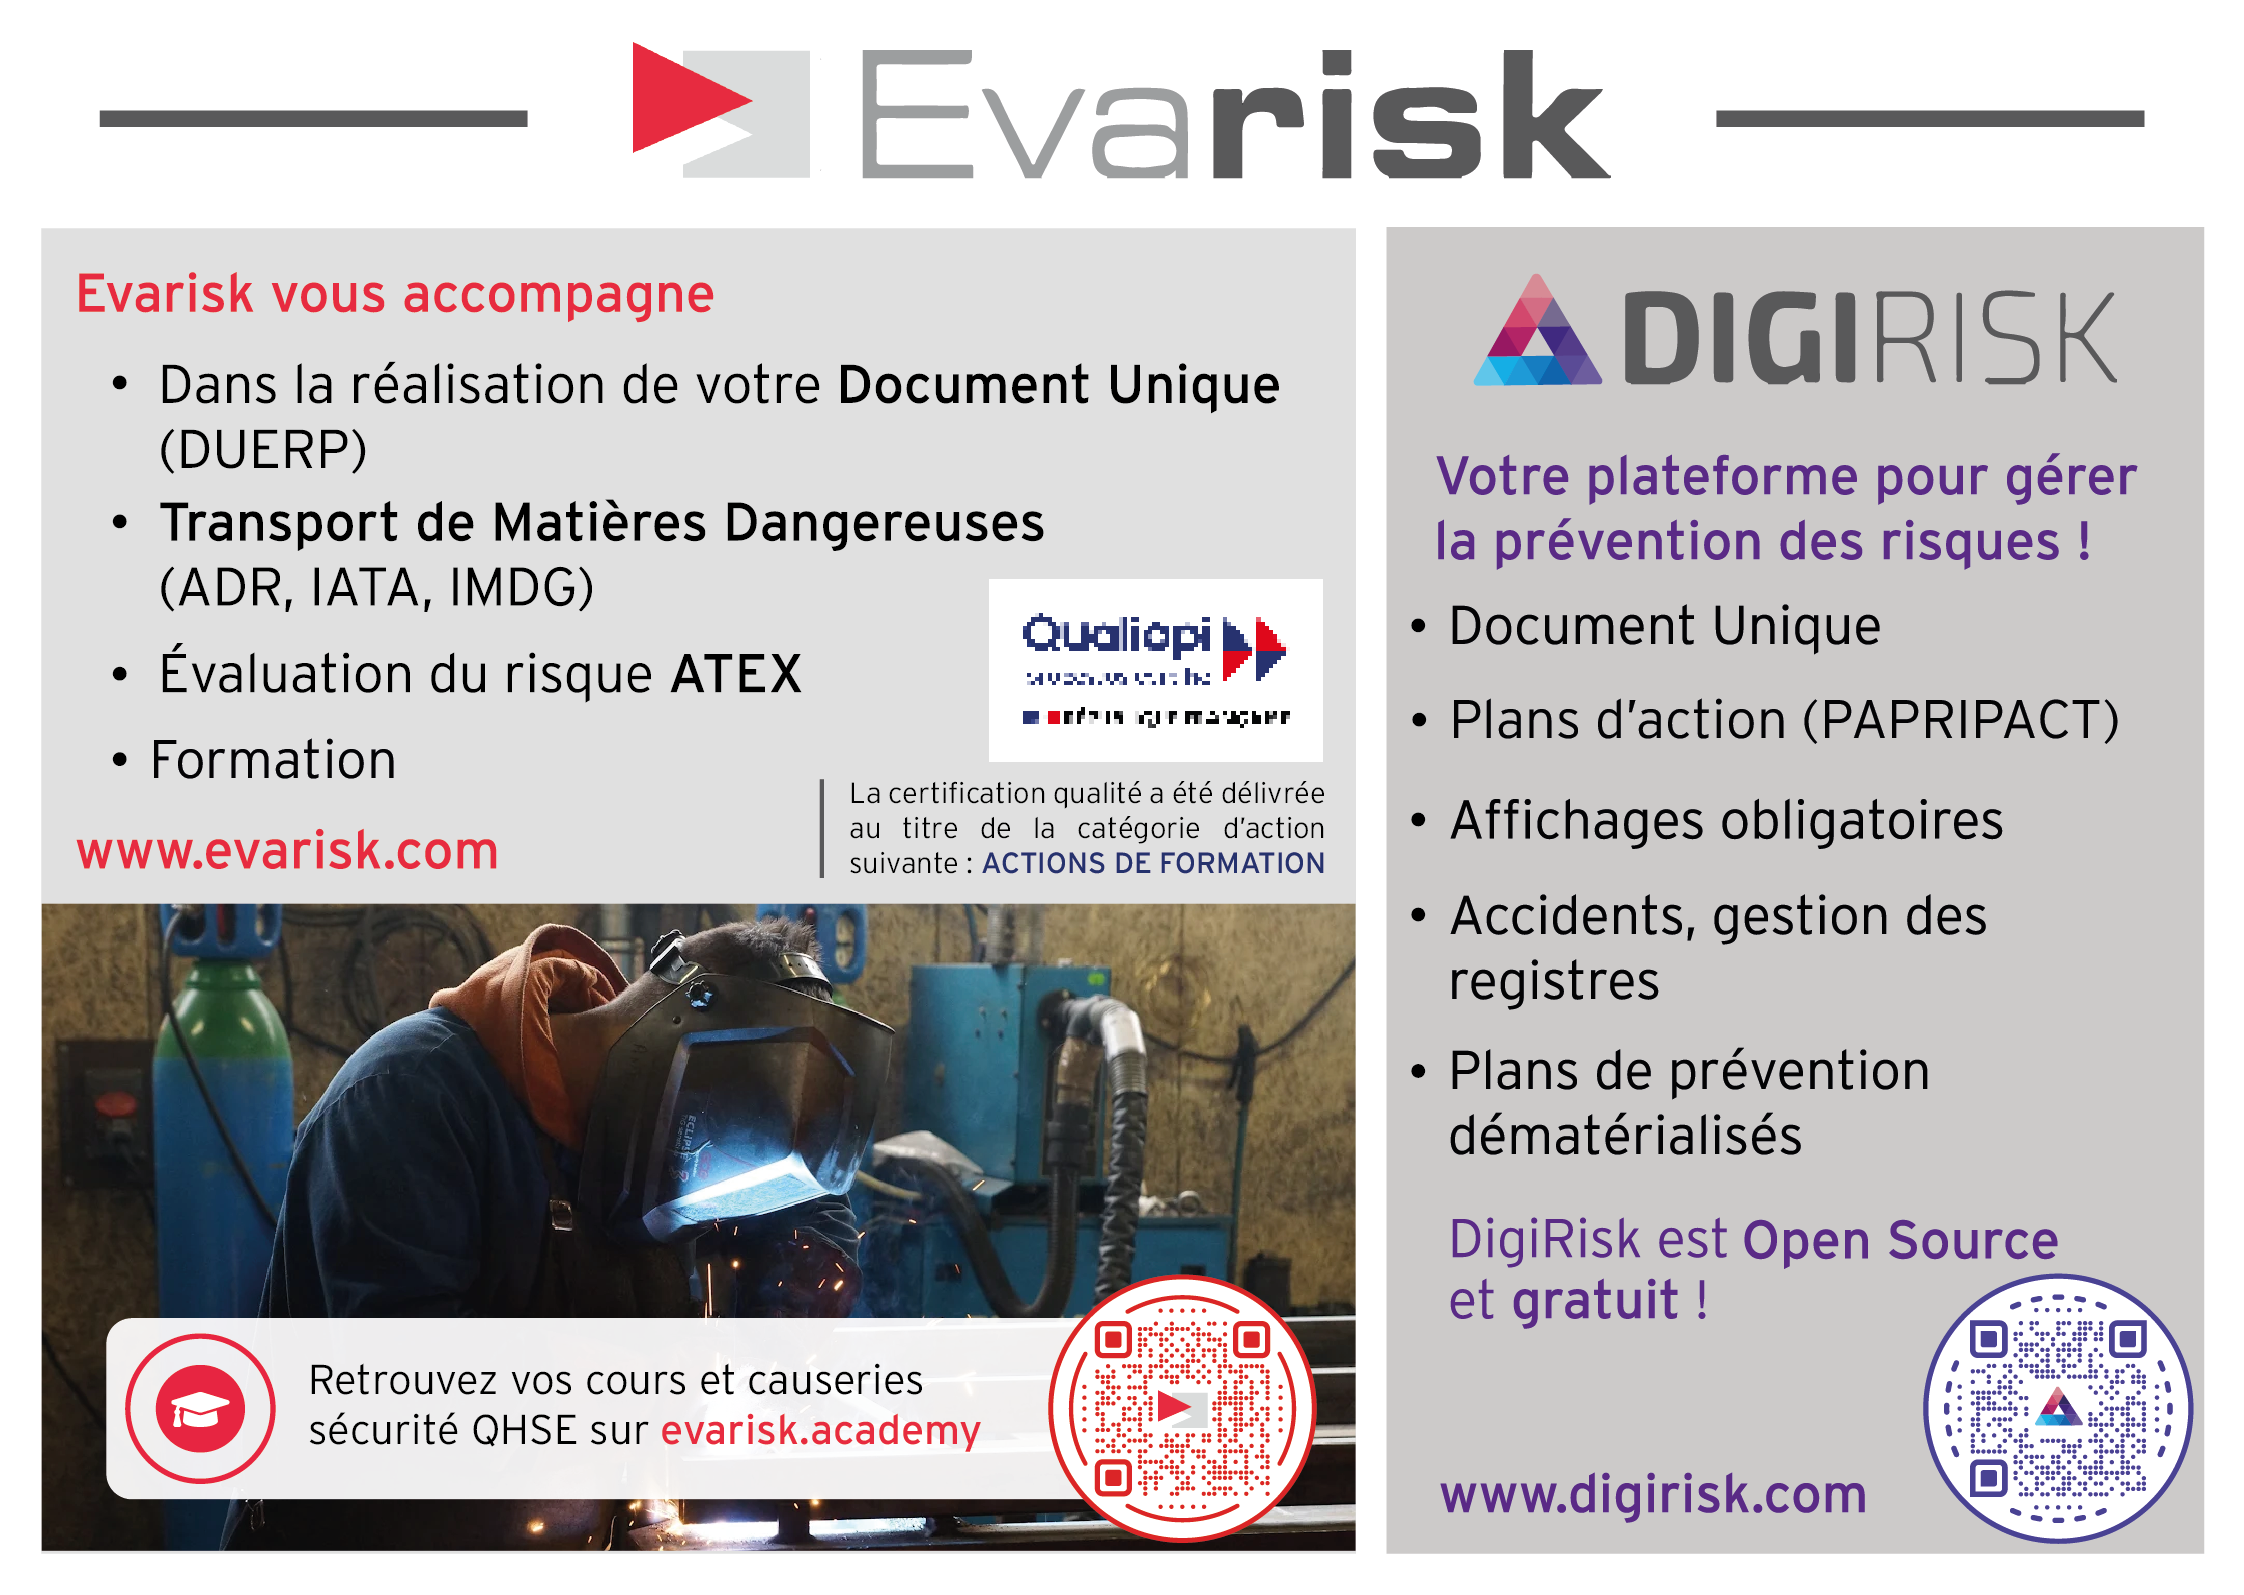 Evarisk
Evarisk vous accompagne
• Dans la réalisation de votre Document Unique
(DUERP)
• Transport de Matières Dangereuses
(ADR, IATA, IMDG)
• Évaluation du risque ATEX
• Formation
www.evarisk.com
Qualiopi
La certification qualité a été délivrée
au titre de la catégorie d’action
suivante : ACTIONS DE FORMATION
ECLIPSE
Retrouvez vos cours et causeries
sécurité QHSE sur evarisk.academy
DIGIRISK
Votre plateforme pour gérer
la prévention des risques !
• Document Unique
• Plans d’action (PAPRIPACT)
• Affichages obligatoires
• Accidents, gestion des
registres
• Plans de prévention
dématérialisés
DigiRisk est Open Source
et gratuit !
www.digirisk.com